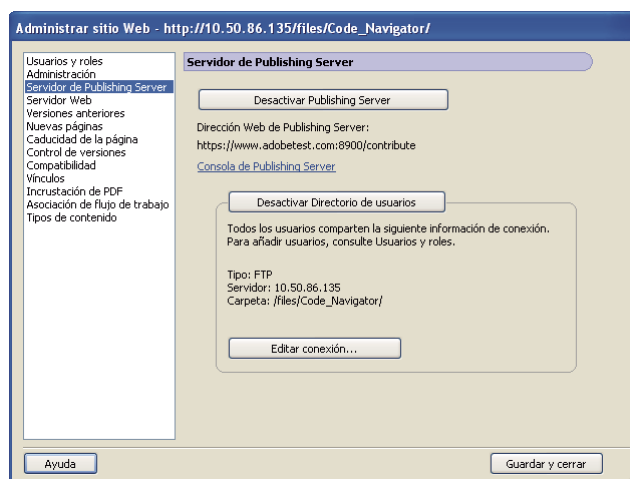 Administrar sitio Web - http://10.50.86.135/files/Code_Navigator/
Usuarios y roles
Administración
Servidor de Publishing Server
Servidor Web
Versiones anteriores
Nuevas páginas
Caducidad de la página
Control de versiones
Compatibilidad
Vínculos
Incrustación de PDF
Asociación de flujo de trabajo
Tipos de contenido
Servidor de Publishing Server
Desactivar Publishing Server
Dirección Web de Publishing Server:
https://www.adobetest.com:8900/contribute
Consola de Publishing Server
Desactivar Directorio de usuarios
Todos los usuarios comparten la siguiente información de conexión.
Para añadir usuarios, consulte Usuarios y roles.
Tipo: FTP
Servidor: 10.50.86.135
Carpeta: /files/Code_Navigator/
Editar conexión...
Ayuda
Guardar y cerrar